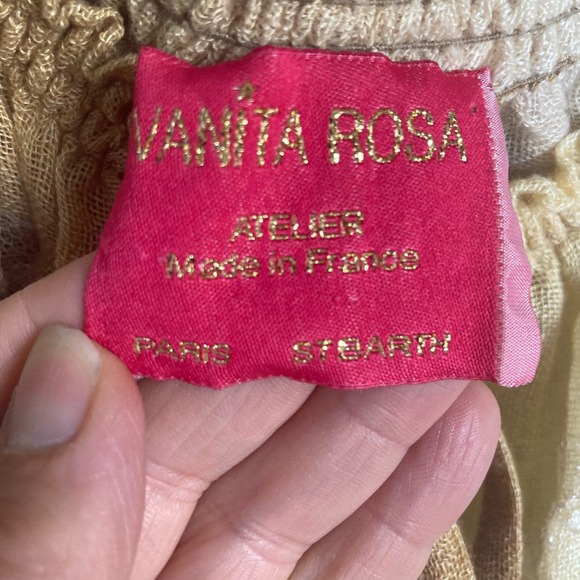 VANITA ROSA
ATELIER
Made in France
PARIS ST BARTH